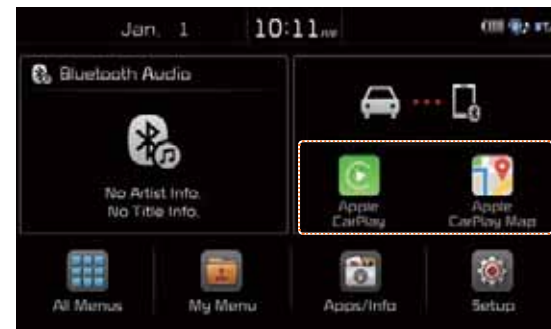 Jan. 1 10:11 AM
Bluetooth Audio
No Artist Info.
No Title Info.
Apple
CarPlay
Apple
CarPlay Map
All Menus
My Menu
Apps/Info
Setup